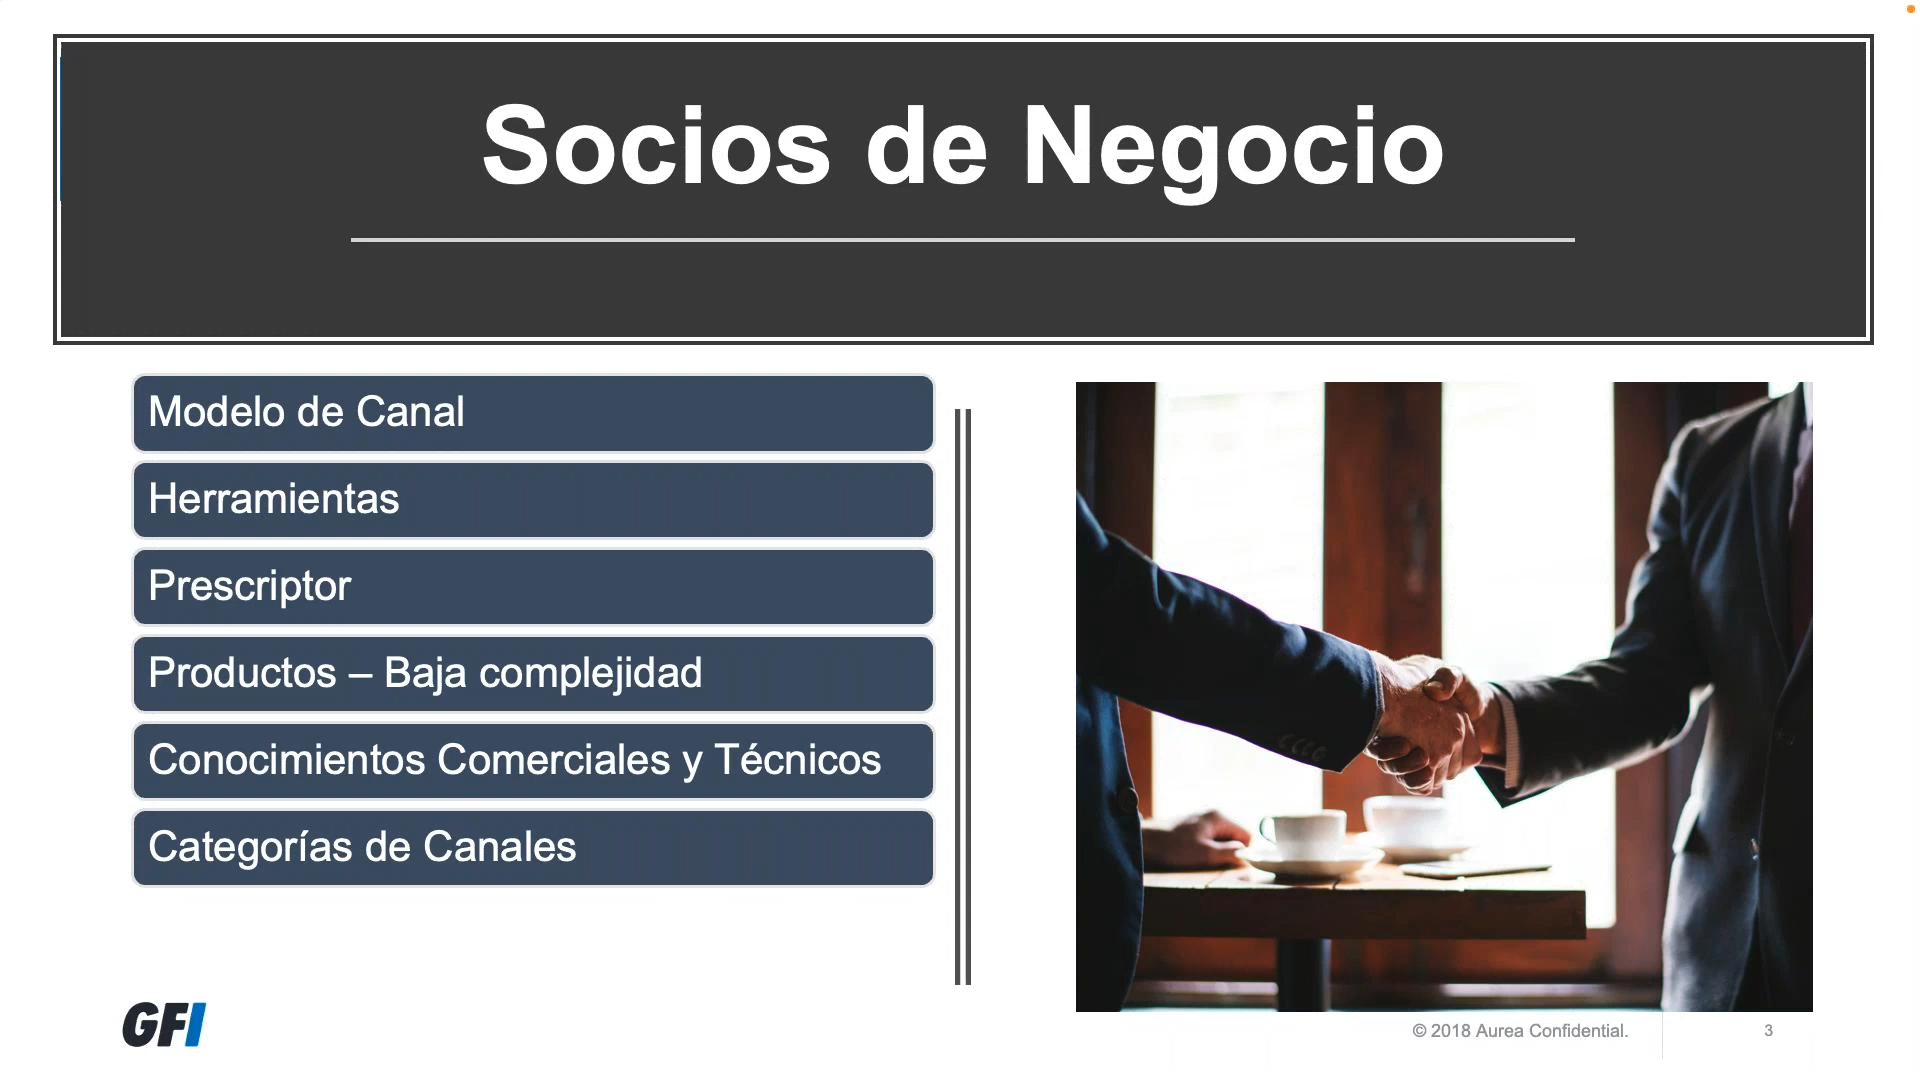 Socios de Negocio
Modelo de Canal
Herramientas
Prescriptor
Productos – Baja complejidad
Conocimientos Comerciales y Técnicos
Categorías de Canales
GFI
© 2018 Aurea Confidential.
3